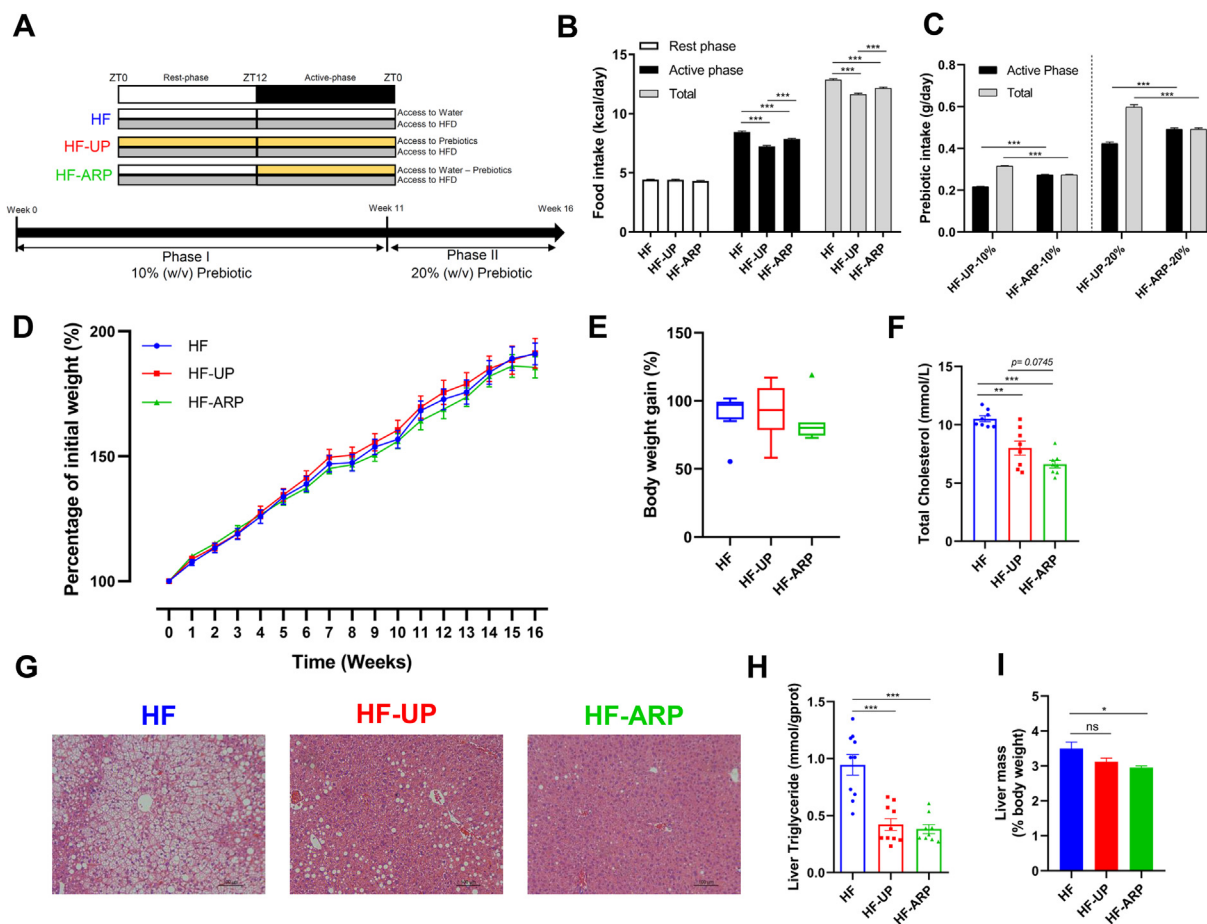 A
ZT0 Rest-phase ZT12 Active-phase ZT0
HF
Access to Water
Access to HFD
HF-UP
Access to Prebiotics
Access to HFD
HF-ARP
Access to Water – Prebiotics
Access to HFD
Week 0 Week 11 Week 16
Phase I Phase II
10% (w/v) Prebiotic 20% (w/v) Prebiotic
B
Food intake (kcal/day)
Rest phase
Active phase
Total
15
10
5
0
***
***
***
***
***
***
HF HF-UP HF-ARP HF HF-UP HF-ARP HF HF-UP HF-ARP
C
Prebiotic intake (g/day)
Active Phase
Total
0.8
0.6
0.4
0.2
0.0
***
***
***
***
HF-UP-10% HF-ARP-10% HF-UP-20% HF-ARP-20%
D
Percentage of initial weight (%)
200
150
100
HF
HF-UP
HF-ARP
0 1 2 3 4 5 6 7 8 9 10 11 12 13 14 15 16
Time (Weeks)
E
Body weight gain (%)
150
100
50
0
HF HF-UP HF-ARP
F
Total Cholesterol (mmol/L)
15
10
5
0
p= 0.0745
***
**
HF HF-UP HF-ARP
G
HF HF-UP HF-ARP
H
Liver Triglyceride (mmol/gprot)
1.5
1.0
0.5
0.0
***
***
HF HF-UP HF-ARP
I
Liver mass
(% body weight)
5
4
3
2
1
0
*
ns
HF HF-UP HF-ARP